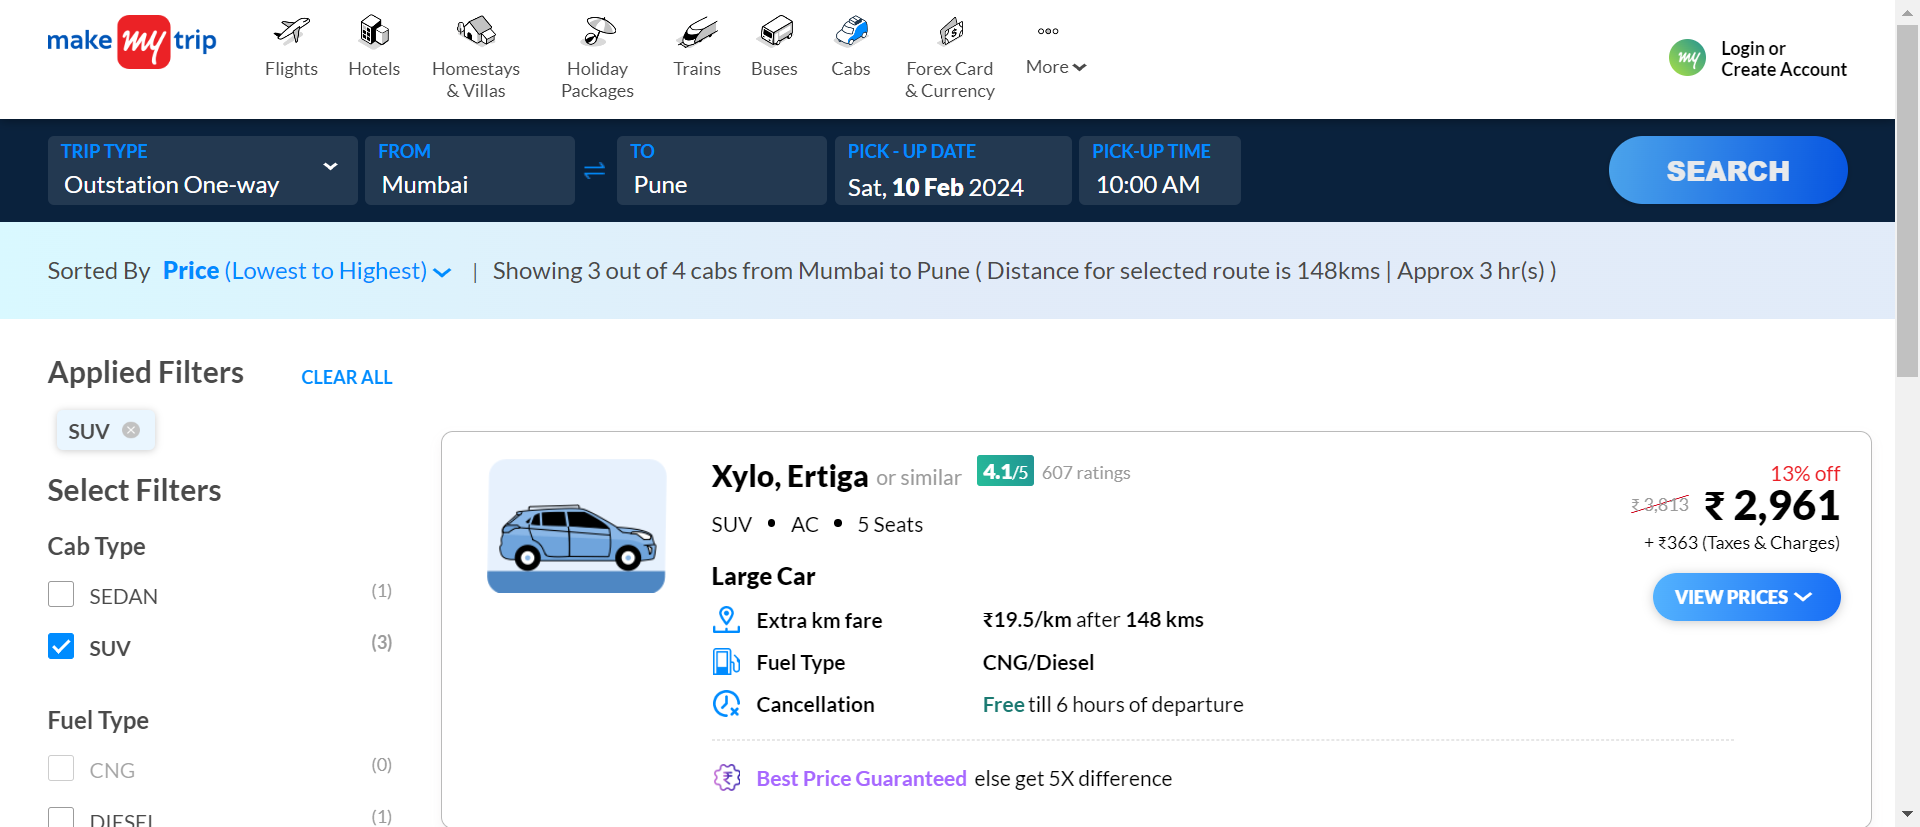 make my trip
Flights
Hotels
Homestays
& Villas
Holiday
Packages
Trains
Buses
Cabs
Forex Card
& Currency
More
my
Login or
Create Account
TRIP TYPE
Outstation One-way
FROM
Mumbai
TO
Pune
PICK - UP DATE
Sat, 10 Feb 2024
PICK-UP TIME
10:00 AM
SEARCH
Sorted By Price (Lowest to Highest) | Showing 3 out of 4 cabs from Mumbai to Pune ( Distance for selected route is 148kms | Approx 3 hr(s) )
Applied Filters
CLEAR ALL
SUV
Select Filters
Cab Type
SEDAN (1)
SUV (3)
Fuel Type
CNG (0)
DIESEL (1)
Xylo, Ertiga or similar 4.1/5 607 ratings
SUV • AC • 5 Seats
Large Car
Extra km fare ₹19.5/km after 148 kms
Fuel Type CNG/Diesel
Cancellation Free till 6 hours of departure
Best Price Guaranteed else get 5X difference
13% off
₹ 3,813 ₹ 2,961
+ ₹363 (Taxes & Charges)
VIEW PRICES